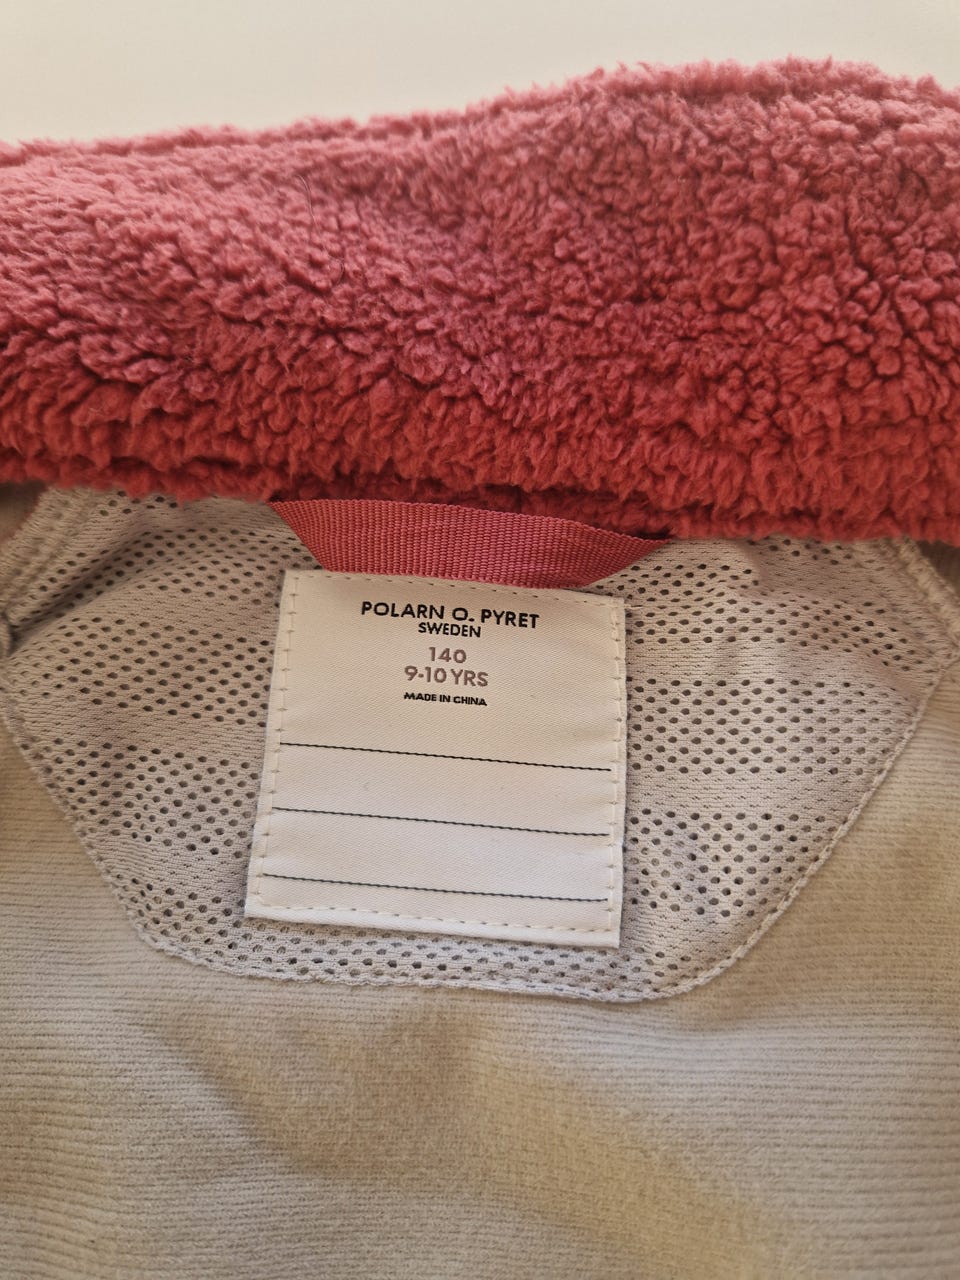 POLARN O. PYRET
SWEDEN
140
9-10 YRS
MADE IN CHINA